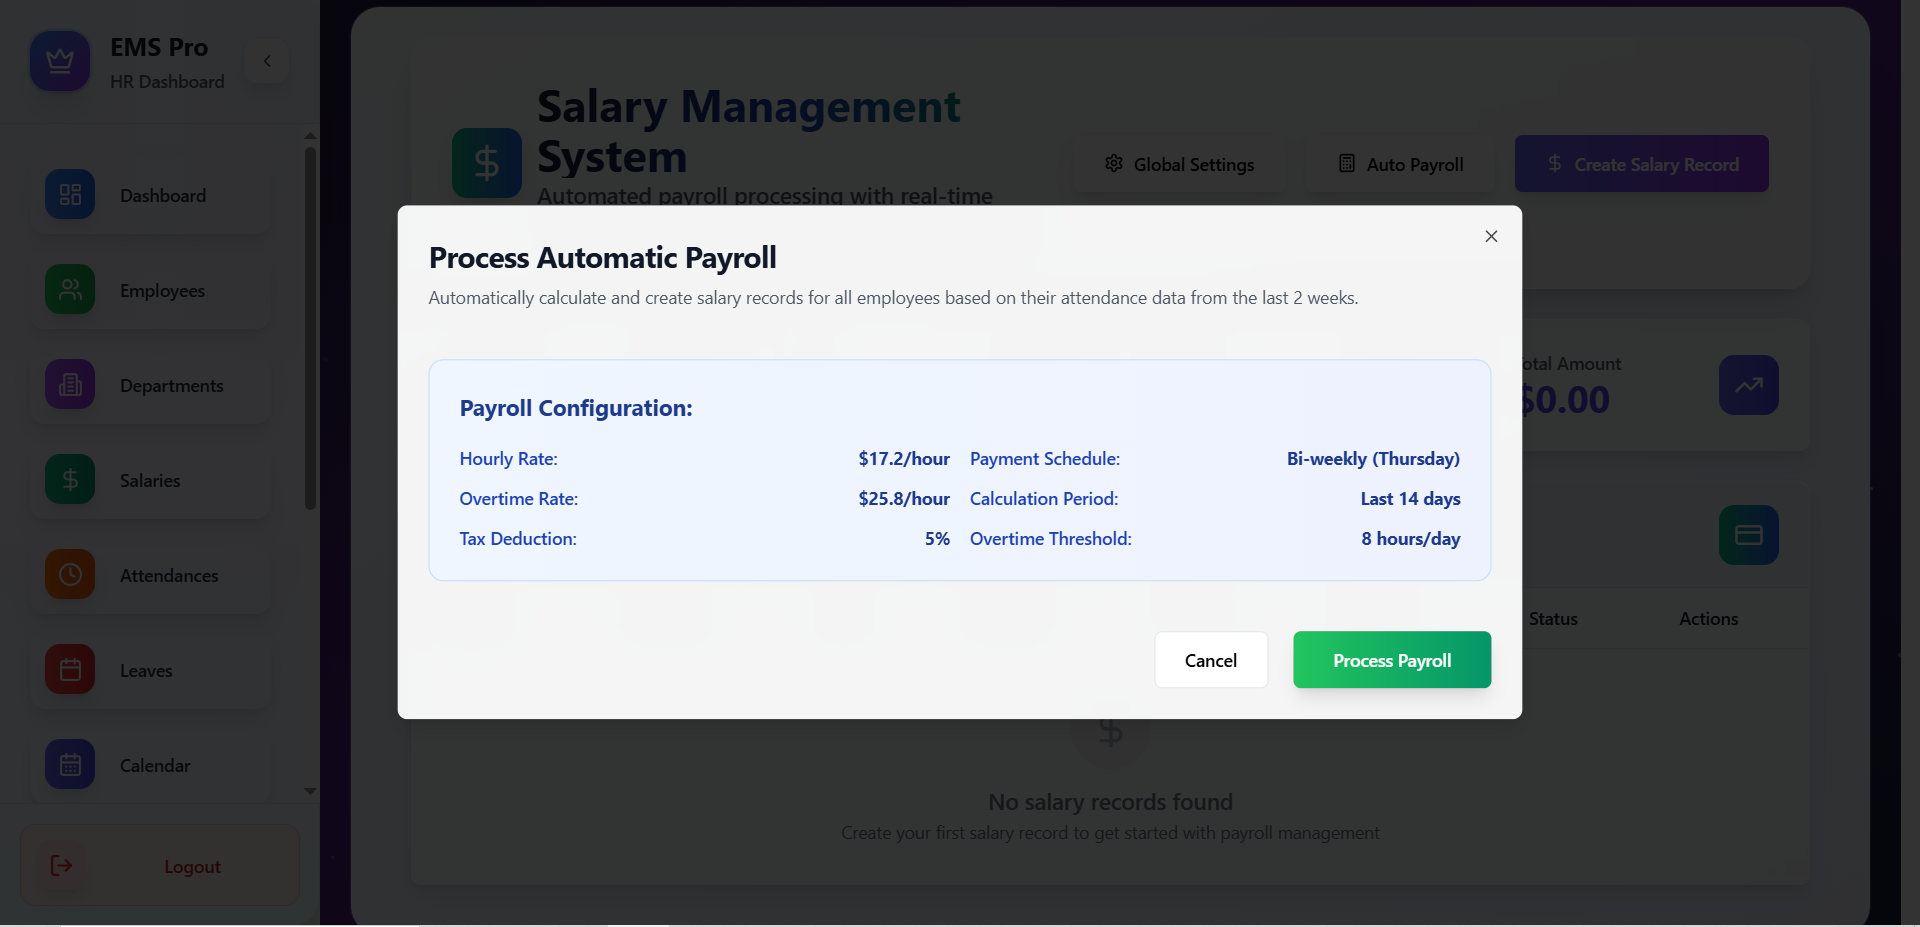 EMS Pro
HR Dashboard
Dashboard
Employees
Departments
Salaries
Attendances
Leaves
Calendar
Logout
Salary Management
System
Automated payroll processing with real-time
Global Settings
Auto Payroll
Create Salary Record
Process Automatic Payroll
Automatically calculate and create salary records for all employees based on their attendance data from the last 2 weeks.
Payroll Configuration:
Hourly Rate: $17.2/hour Payment Schedule: Bi-weekly (Thursday)
Overtime Rate: $25.8/hour Calculation Period: Last 14 days
Tax Deduction: 5% Overtime Threshold: 8 hours/day
Cancel
Process Payroll
Amount
$0.00
Status
Actions
No salary records found
Create your first salary record to get started with payroll management